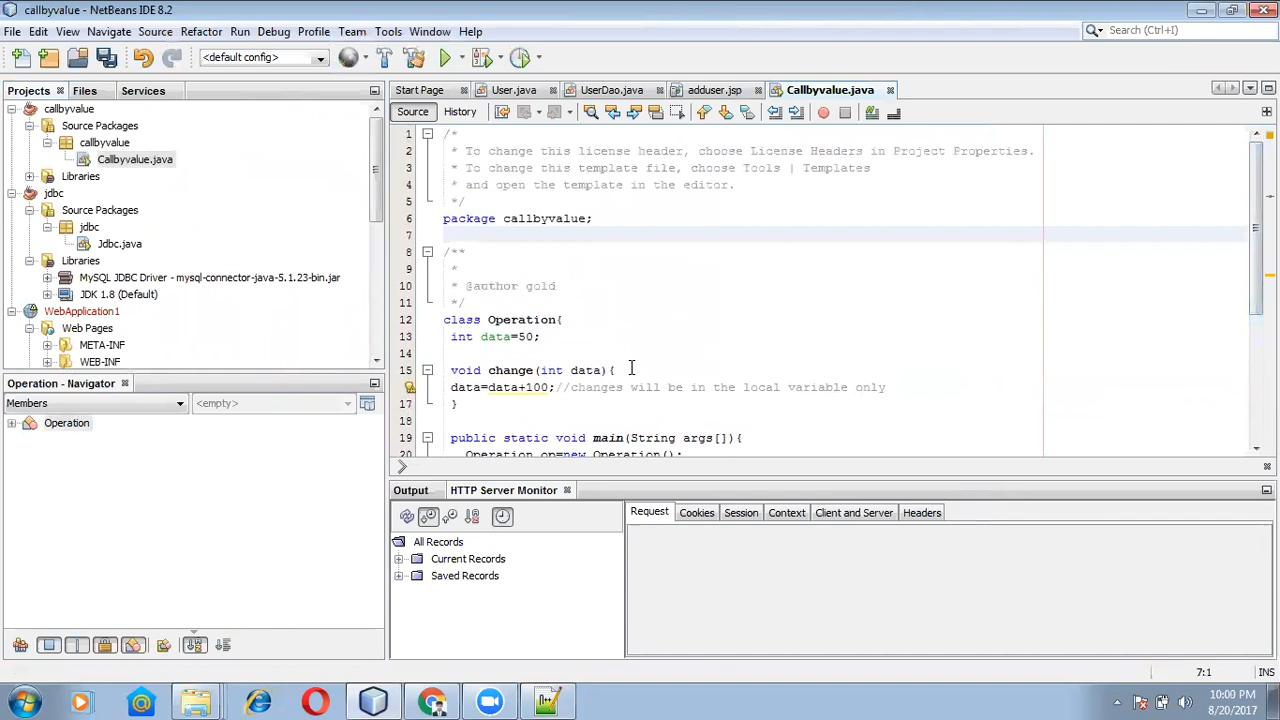 callbyvalue - NetBeans IDE 8.2
File Edit View Navigate Source Refactor Run Debug Profile Team Tools Window Help
Search (Ctrl+I)
<default config>
Projects Files Services
Start Page User.java UserDao.java adduser.jsp Callbyvalue.java
Source History
callbyvalue
Source Packages
callbyvalue
Callbyvalue.java
Libraries
jdbc
Source Packages
jdbc
Jdbc.java
Libraries
MySQL JDBC Driver - mysql-connector-java-5.1.23-bin.jar
JDK 1.8 (Default)
WebApplication1
Web Pages
META-INF
WEB-INF
Operation - Navigator
Members <empty>
Operation
1 /*
2 * To change this license header, choose License Headers in Project Properties.
3 * To change this template file, choose Tools | Templates
4 * and open the template in the editor.
5 */
6 package callbyvalue;
7
8 /**
9 *
10 * @author gold
11 */
12 class Operation{
13 int data=50;
14
15 void change(int data){
data=data+100;//changes will be in the local variable only
17 }
18
19 public static void main(String args[]){
20 Operation op=new Operation();
Output HTTP Server Monitor
All Records
Current Records
Saved Records
Request Cookies Session Context Client and Server Headers
7:1 INS
10:00 PM
8/20/2017